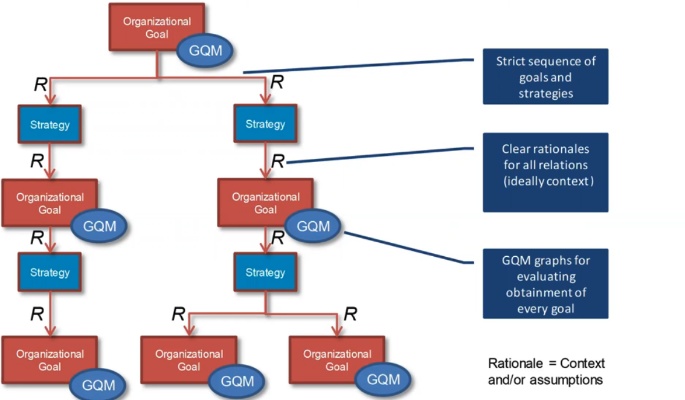 Organizational
Goal
GQM
Strict sequence of
goals and
strategies
R
R
Strategy
Strategy
R
R
Clear rationales
for all relations
(ideally context)
Organizational
Goal
GQM
Organizational
Goal
GQM
R
R
Strategy
Strategy
GQM graphs for
evaluating
obtainment of
every goal
R
R
R
Organizational
Goal
GQM
Organizational
Goal
GQM
Organizational
Goal
GQM
Rationale = Context
and/or assumptions